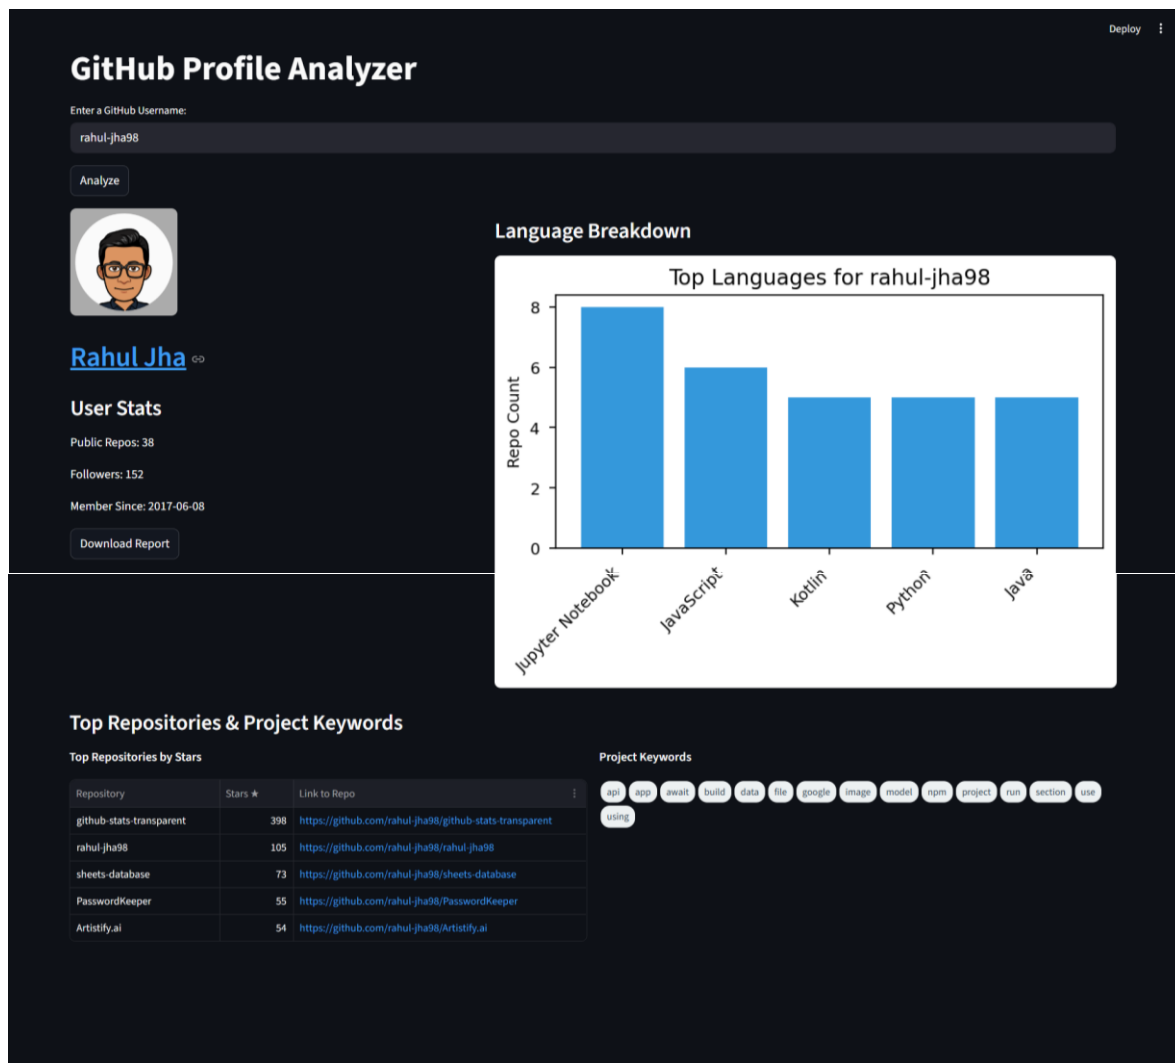 Deploy
GitHub Profile Analyzer
Enter a GitHub Username:
rahul-jha98
Analyze
Rahul Jha
User Stats
Public Repos: 38
Followers: 152
Member Since: 2017-06-08
Download Report
Language Breakdown
Top Languages for rahul-jha98
Repo Count
8
6
4
2
0
Jupyter Notebook
JavaScript
Kotlin
Python
Java
Top Repositories & Project Keywords
Top Repositories by Stars
Repository Stars ★ Link to Repo
github-stats-transparent 398 https://github.com/rahul-jha98/github-stats-transparent
rahul-jha98 105 https://github.com/rahul-jha98/rahul-jha98
sheets-database 73 https://github.com/rahul-jha98/sheets-database
PasswordKeeper 55 https://github.com/rahul-jha98/PasswordKeeper
Artistify.ai 54 https://github.com/rahul-jha98/Artistify.ai
Project Keywords
api app await build data file google image model npm project run section use
using